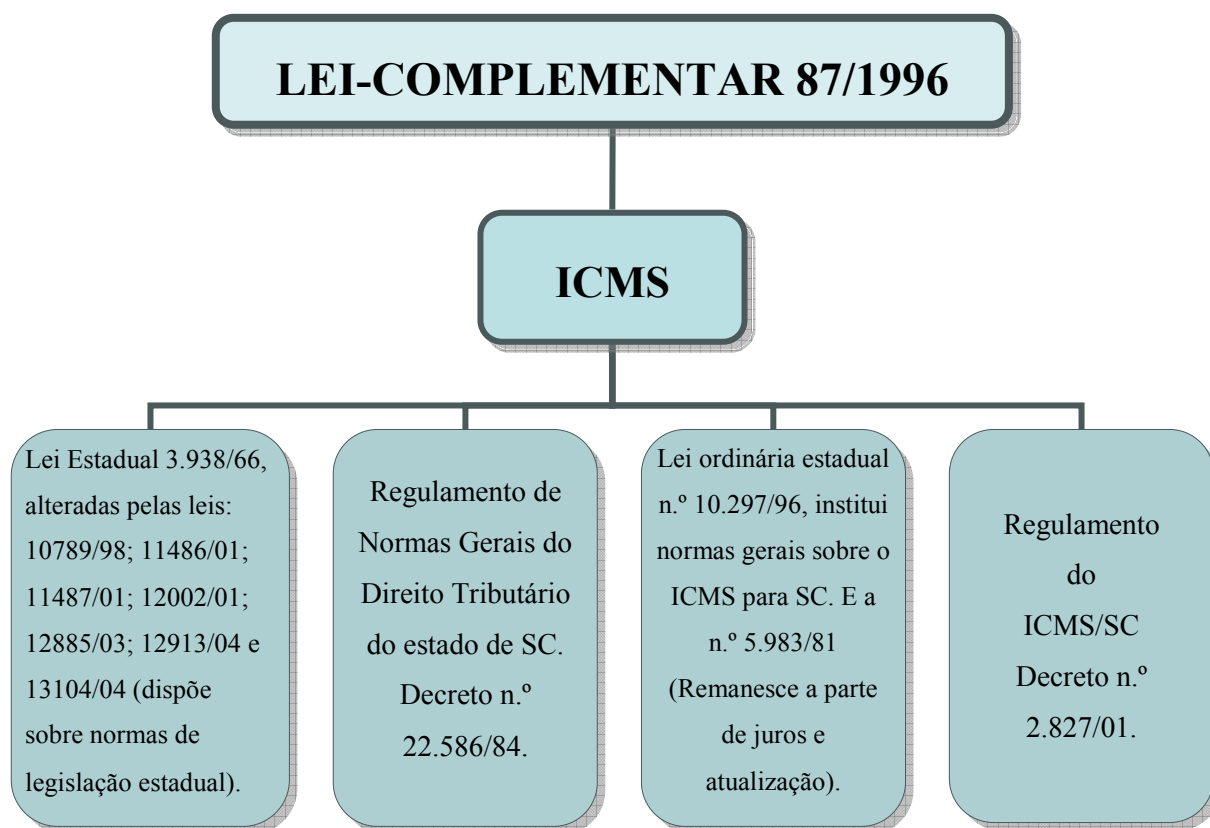 LEI-COMPLEMENTAR 87/1996
ICMS
Lei Estadual 3.938/66,
alteradas pelas leis:
10789/98; 11486/01;
11487/01; 12002/01;
12885/03; 12913/04 e
13104/04 (dispõe
sobre normas de
legislação estadual).
Regulamento de
Normas Gerais do
Direito Tributário
do estado de SC.
Decreto n.º
22.586/84.
Lei ordinária estadual
n.º 10.297/96, institui
normas gerais sobre o
ICMS para SC. E a
n.º 5.983/81
(Remanesce a parte
de juros e
atualização).
Regulamento
do
ICMS/SC
Decreto n.º
2.827/01.